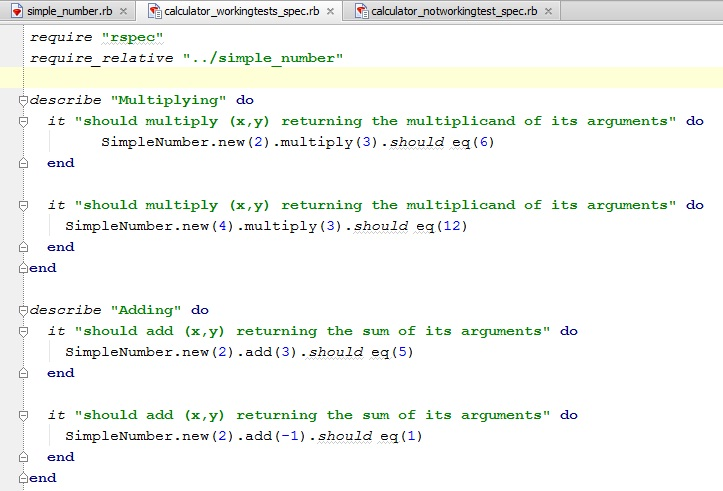 simple_number.rb calculator_workingtests_spec.rb calculator_notworkingtest_spec.rb
require "rspec"
require_relative "../simple_number"
describe "Multiplying" do
it "should multiply (x,y) returning the multiplicand of its arguments" do
SimpleNumber.new(2).multiply(3).should eq(6)
end
it "should multiply (x,y) returning the multiplicand of its arguments" do
SimpleNumber.new(4).multiply(3).should eq(12)
end
end
describe "Adding" do
it "should add (x,y) returning the sum of its arguments" do
SimpleNumber.new(2).add(3).should eq(5)
end
it "should add (x,y) returning the sum of its arguments" do
SimpleNumber.new(2).add(-1).should eq(1)
end
end